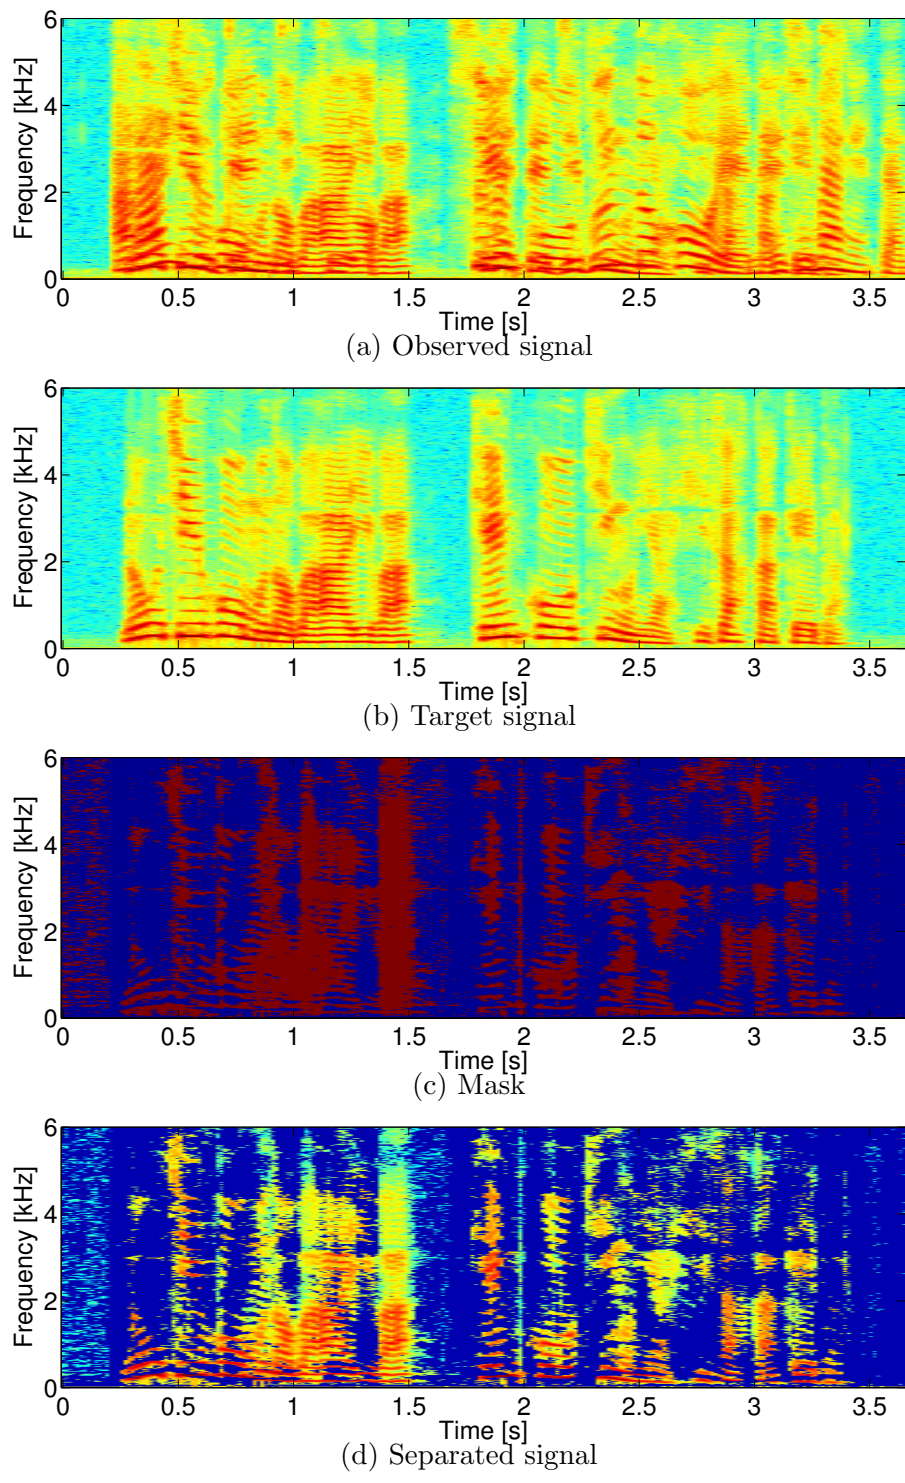 6
4
2
0
Frequency [kHz]
0 0.5 1 1.5 2 2.5 3 3.5
Time [s]
(a) Observed signal
6
4
2
0
Frequency [kHz]
0 0.5 1 1.5 2 2.5 3 3.5
Time [s]
(b) Target signal
6
4
2
0
Frequency [kHz]
0 0.5 1 1.5 2 2.5 3 3.5
Time [s]
(c) Mask
6
4
2
0
Frequency [kHz]
0 0.5 1 1.5 2 2.5 3 3.5
Time [s]
(d) Separated signal